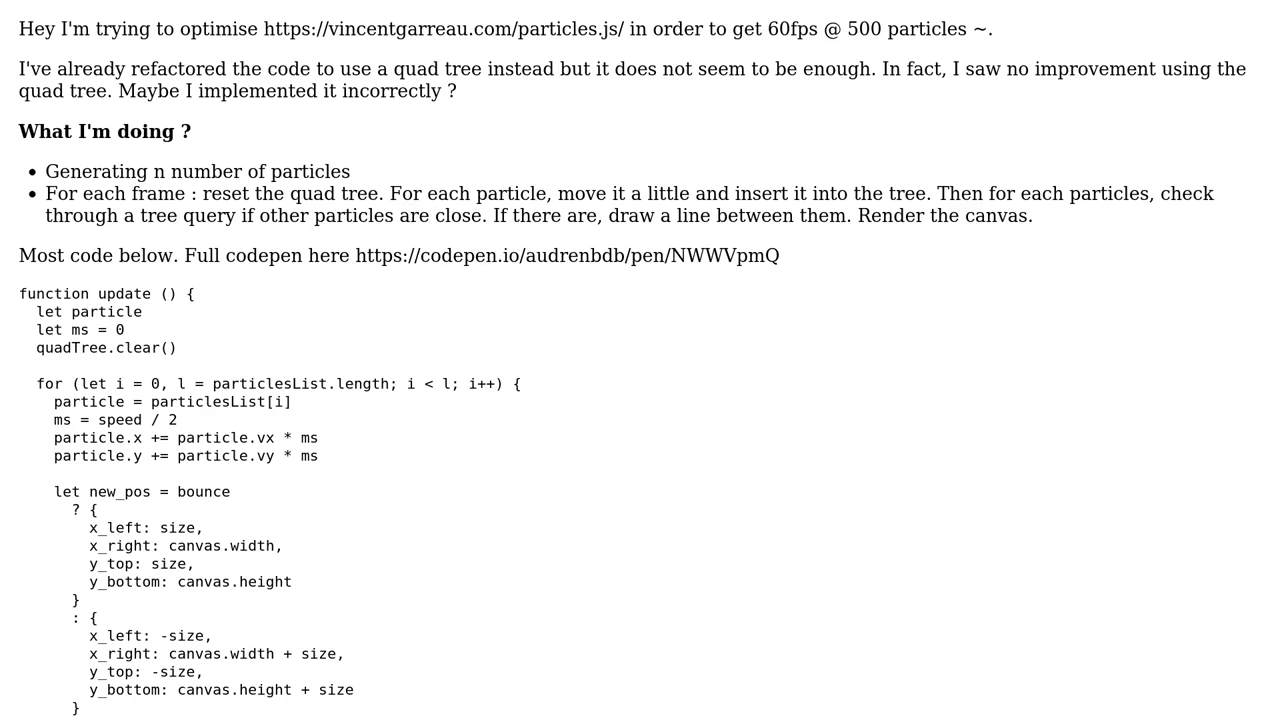 Hey I'm trying to optimise https://vincentgarreau.com/particles.js/ in order to get 60fps @ 500 particles ~.
I've already refactored the code to use a quad tree instead but it does not seem to be enough. In fact, I saw no improvement using the
quad tree. Maybe I implemented it incorrectly ?
What I'm doing ?
• Generating n number of particles
• For each frame : reset the quad tree. For each particle, move it a little and insert it into the tree. Then for each particles, check
through a tree query if other particles are close. If there are, draw a line between them. Render the canvas.
Most code below. Full codepen here https://codepen.io/audrenbdb/pen/NWWVpmQ
function update () {
  let particle
  let ms = 0
  quadTree.clear()
  for (let i = 0, l = particlesList.length; i < l; i++) {
    particle = particlesList[i]
    ms = speed / 2
    particle.x += particle.vx * ms
    particle.y += particle.vy * ms
    let new_pos = bounce
      ? {
        x_left: size,
        x_right: canvas.width,
        y_top: size,
        y_bottom: canvas.height
      }
      : {
        x_left: -size,
        x_right: canvas.width + size,
        y_top: -size,
        y_bottom: canvas.height + size
      }